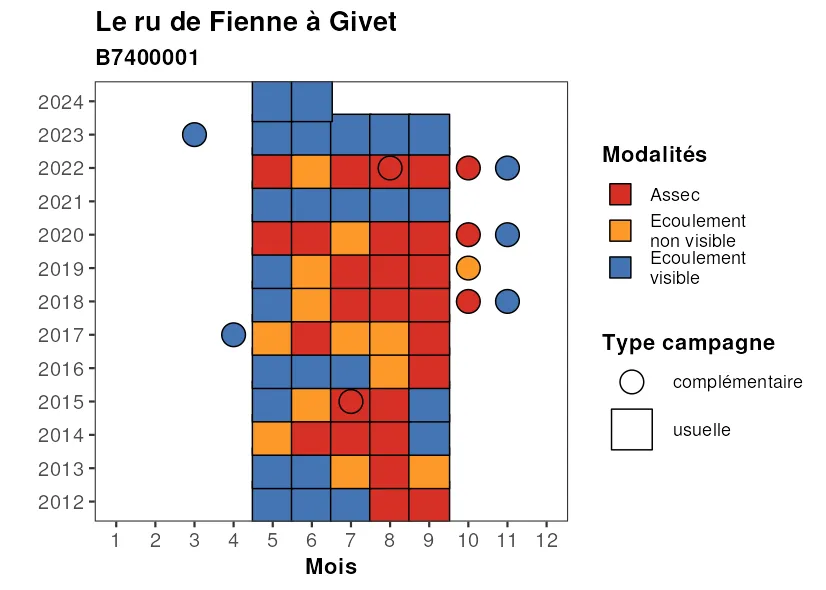 Le ru de Fienne à Givet
B7400001
2024
2023
2022
2021
2020
2019
2018
2017
2016
2015
2014
2013
2012
1 2 3 4 5 6 7 8 9 10 11 12
Mois
Modalités
Assec
Ecoulement
non visible
Ecoulement
visible
Type campagne
complémentaire
usuelle